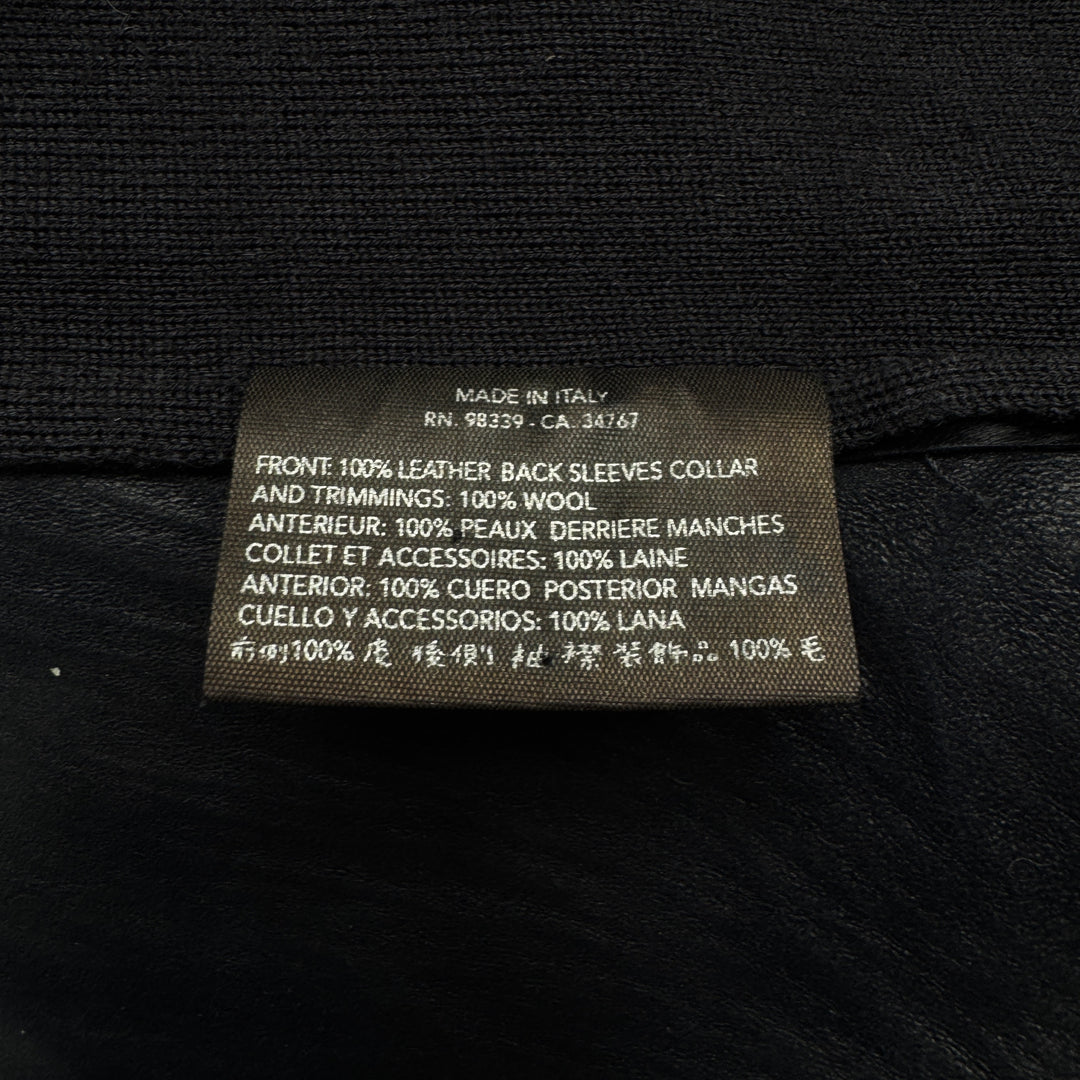 MADE IN ITALY
RN. 98339 - CA. 34767
FRONT: 100% LEATHER BACK SLEEVES COLLAR
AND TRIMMINGS: 100% WOOL
ANTERIEUR: 100% PEAUX DERRIERE MANCHES
COLLET ET ACCESSOIRES: 100% LAINE
ANTERIOR: 100% CUERO POSTERIOR MANGAS
CUELLO Y ACCESSORIOS: 100% LANA
前側100% 後側 袖 襟 装飾品 100% 毛